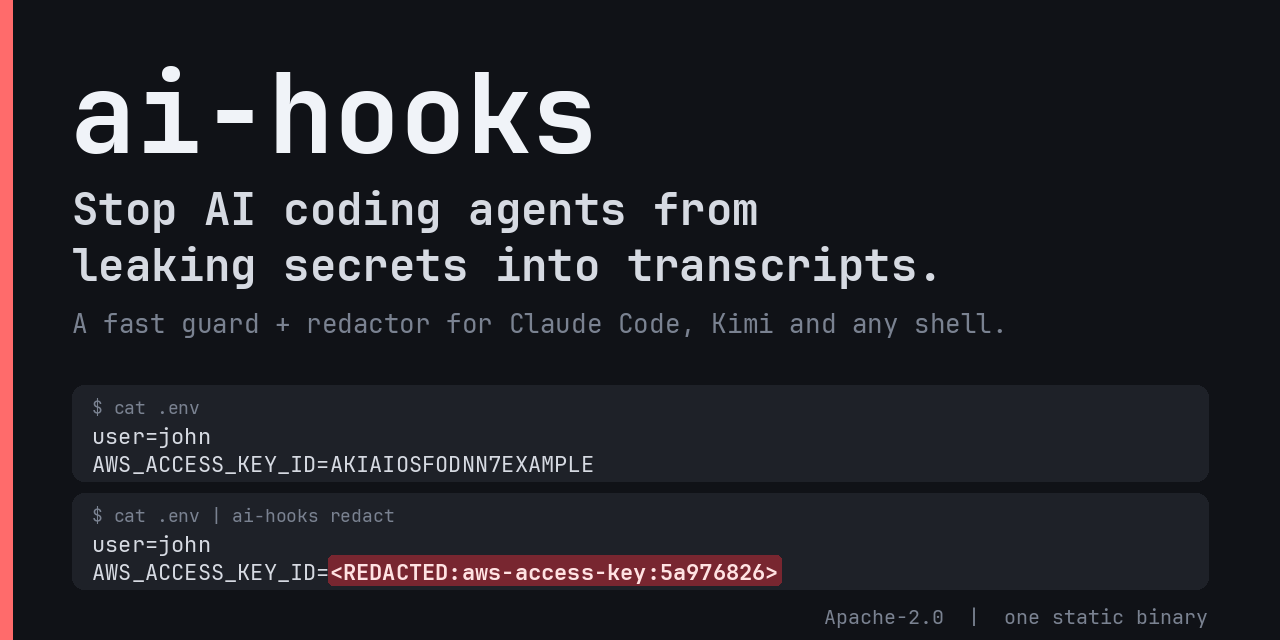 ai-hooks
Stop AI coding agents from
leaking secrets into transcripts.
A fast guard + redactor for Claude Code, Kimi and any shell.
$ cat .env
user=john
AWS_ACCESS_KEY_ID=AKIAIOSFODNN7EXAMPLE
$ cat .env | ai-hooks redact
user=john
AWS_ACCESS_KEY_ID=<REDACTED:aws-access-key:5a976826>
Apache-2.0 | one static binary